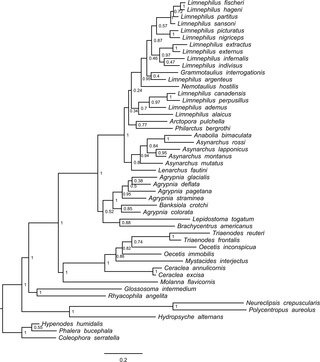 Limnephilus fischeri
Limnephilus hageni
Limnephilus partitus
Limnephilus sansoni
Limnephilus picturatus
Limnephilus nigriceps
Limnephilus extractus
Limnephilus externus
Limnephilus infernalis
Limnephilus indivisus
Grammotaulius interrogationis
Limnephilus argenteus
Nemotaulius hostilis
Limnephilus canadensis
Limnephilus perpusillus
Limnephilus ademus
Limnephilus alaicus
Arctopora pulchella
Philarctus bergrothi
Anabolia bimaculata
Asynarchus rossi
Asynarchus lapponicus
Asynarchus montanus
Asynarchus mutatus
Lenarchus fautini
Agrypnia glacialis
Agrypnia deflata
Agrypnia pagetana
Agrypnia straminea
Banksiola crotchi
Agrypnia colorata
Lepidostoma togatum
Brachycentrus americanus
Triaenodes reuteri
Triaenodes frontalis
Oecetis inconspicua
Oecetis immobilis
Mystacides interjectus
Ceraclea annulicornis
Ceraclea excisa
Molanna flavicornis
Glossosoma intermedium
Rhyacophila angelita
Neureclipsis crepuscularis
Polycentropus aureolus
Hydropsyche alternans
Hypenodes humidalis
Phalera bucephala
Coleophora serratella
0.2